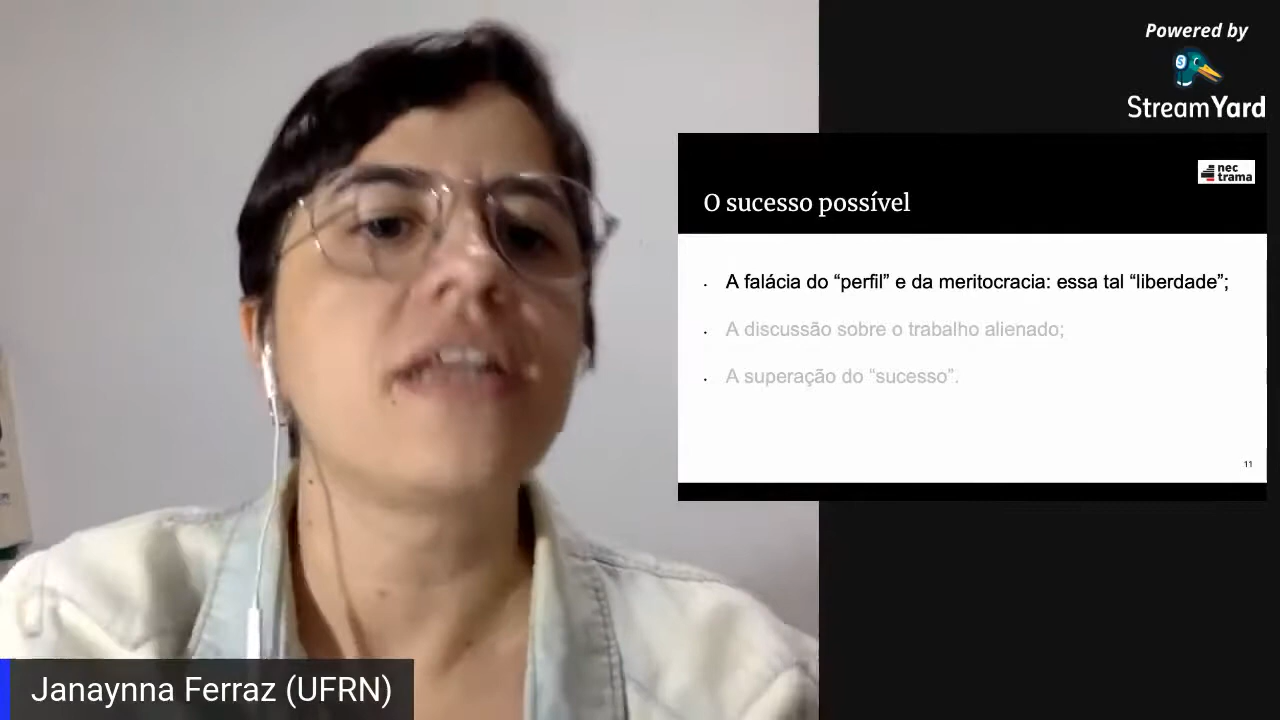 Powered by
StreamYard
nec
trama
O sucesso possível
A falácia do “perfil” e da meritocracia: essa tal “liberdade”;
A discussão sobre o trabalho alienado;
A superação do “sucesso”.
11
Janaynna Ferraz (UFRN)